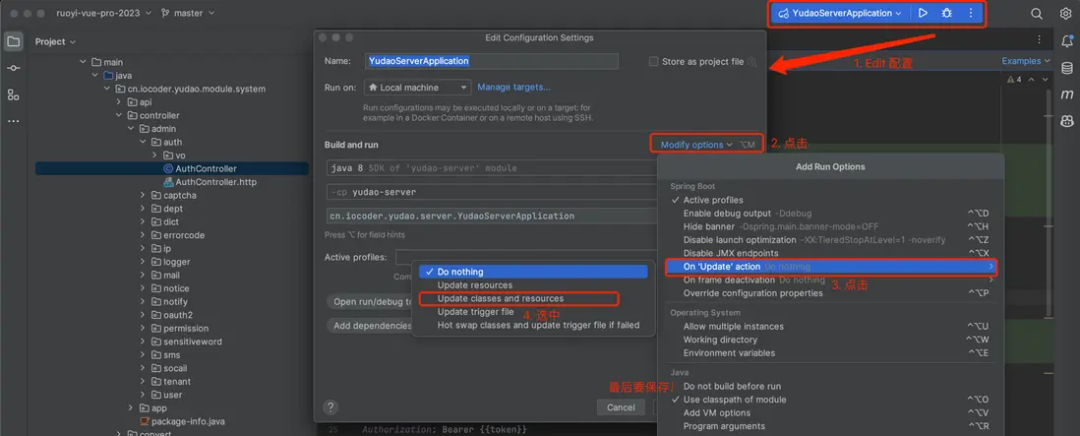 ruoyi-vue-pro-2023
master
YudaoServerApplication
Project
main
java
cn.iocoder.yudao.module.system
api
controller
admin
auth
vo
AuthController
AuthController.http
captcha
dept
dict
errorcode
ip
logger
mail
notice
notify
oauth2
permission
sensitiveword
sms
socail
tenant
user
app
package-info.java
convert
Edit Configuration Settings
Name: YudaoServerApplication
Store as project file
Run on: Local machine Manage targets...
Run configurations may be executed locally or on a target: for
example in a Docker Container or on a remote host using SSH.
Build and run
Modify options ⌥M
java 8 SDK of 'yudao-server' module
-cp yudao-server
cn.iocoder.yudao.server.YudaoServerApplication
Press ⌥ for field hints
Active profiles:
Do nothing
Update resources
Update classes and resources
Update trigger file
Hot swap classes and update trigger file if failed
Open run/debug
Add dependencies
4. 选中
最后要保存
Cancel
25 Authorization: Bearer {{token}}
1. Edit 配置
2. 点击
Examples
4
Add Run Options
Spring Boot
Active profiles
Enable debug output -Ddebug ^⌥D
Hide banner -Dspring.main.banner-mode=OFF ^⌥H
Disable launch optimization -XX:TieredStopAtLevel=1 -noverify ^⌥Z
Disable JMX endpoints ^⌥X
On 'Update' action Do nothing
On frame deactivation Do nothing
3. 点击
Override configuration properties ^⌥P
Operating System
Allow multiple instances ^⌥U
Working directory ^⌥W
Environment variables ^⌥E
Java
Do not build before run
Use classpath of module ^⌥O
Add VM options ^⌥V
Program arguments ^⌥R